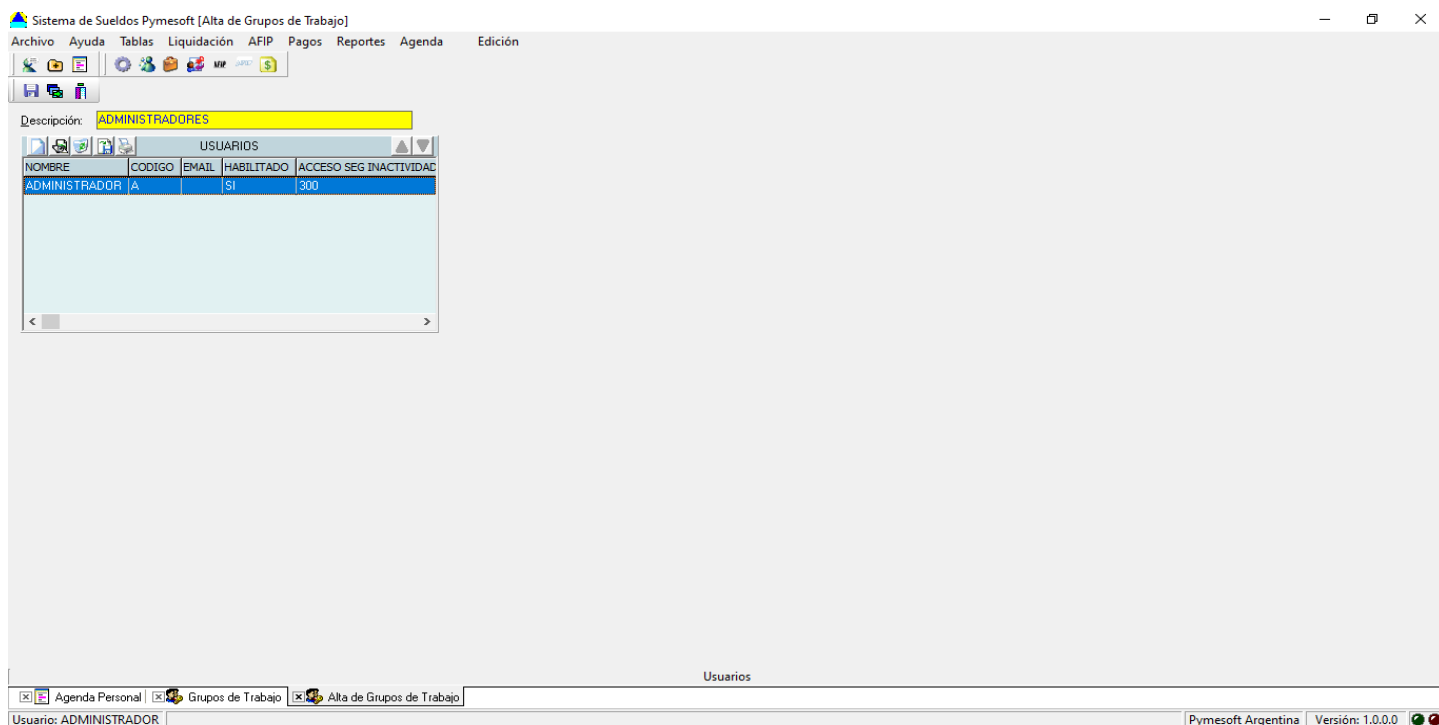 Sistema de Sueldos Pymesoft [Alta de Grupos de Trabajo]
Archivo Ayuda Tablas Liquidación AFIP Pagos Reportes Agenda Edición
Descripción: ADMINISTRADORES
USUARIOS
NOMBRE CODIGO EMAIL HABILITADO ACCESO SEG INACTIVIDAD
ADMINISTRADOR A SI 300
Usuarios
Agenda Personal Grupos de Trabajo Alta de Grupos de Trabajo
Usuario: ADMINISTRADOR Pymesoft Argentina Versión: 1.0.0.0